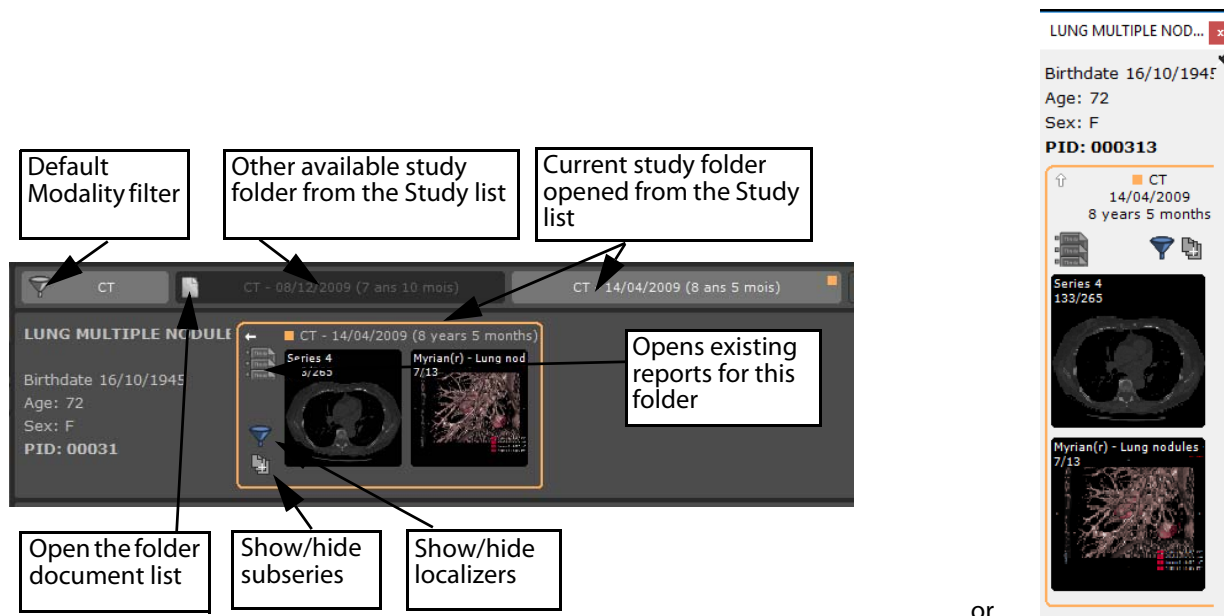 Default
Modality filter
Other available study
folder from the Study list
Current study folder
opened from the Study
list
CT
CT - 08/12/2009 (7 ans 10 mois)
CT - 14/04/2009 (8 ans 5 mois)
LUNG MULTIPLE NODULE
Birthdate 16/10/1945
Age: 72
Sex: F
PID: 00031
CT - 14/04/2009 (8 years 5 months)
Series 4
3/265
Myrian(r) - Lung nod
7/13
Opens existing
reports for this
folder
Open the folder
document list
Show/hide
subseries
Show/hide
localizers
or
LUNG MULTIPLE NOD...
x
Birthdate 16/10/1945
Age: 72
Sex: F
PID: 000313
CT
14/04/2009
8 years 5 months
Series 4
133/265
Myrian(r) - Lung nodules
7/13